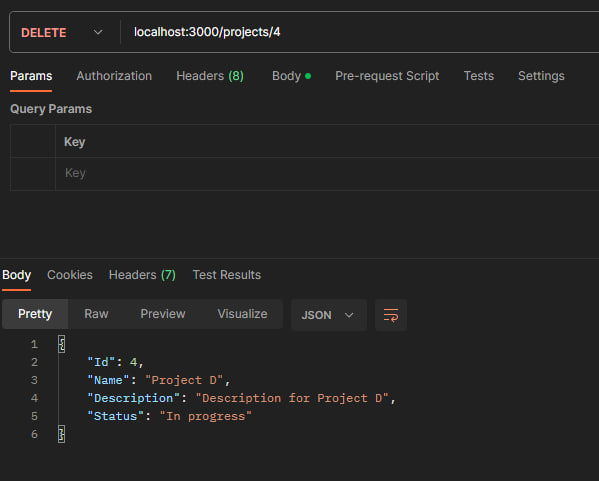 DELETE localhost:3000/projects/4
Params Authorization Headers (8) Body Pre-request Script Tests Settings
Query Params
Key
Key
Body Cookies Headers (7) Test Results
Pretty Raw Preview Visualize JSON
1 {
2 "Id": 4,
3 "Name": "Project D",
4 "Description": "Description for Project D",
5 "Status": "In progress"
6 }